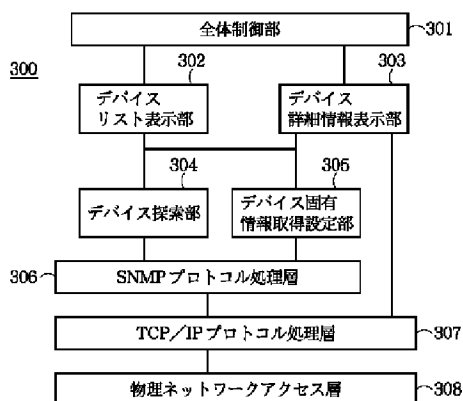 全体制御部
301
300
302
303
デバイス
リスト表示部
デバイス
詳細情報表示部
304
305
デバイス探索部
デバイス固有
情報取得設定部
306
SNMPプロトコル処理層
TCP/IPプロトコル処理層
307
物理ネットワークアクセス層
308